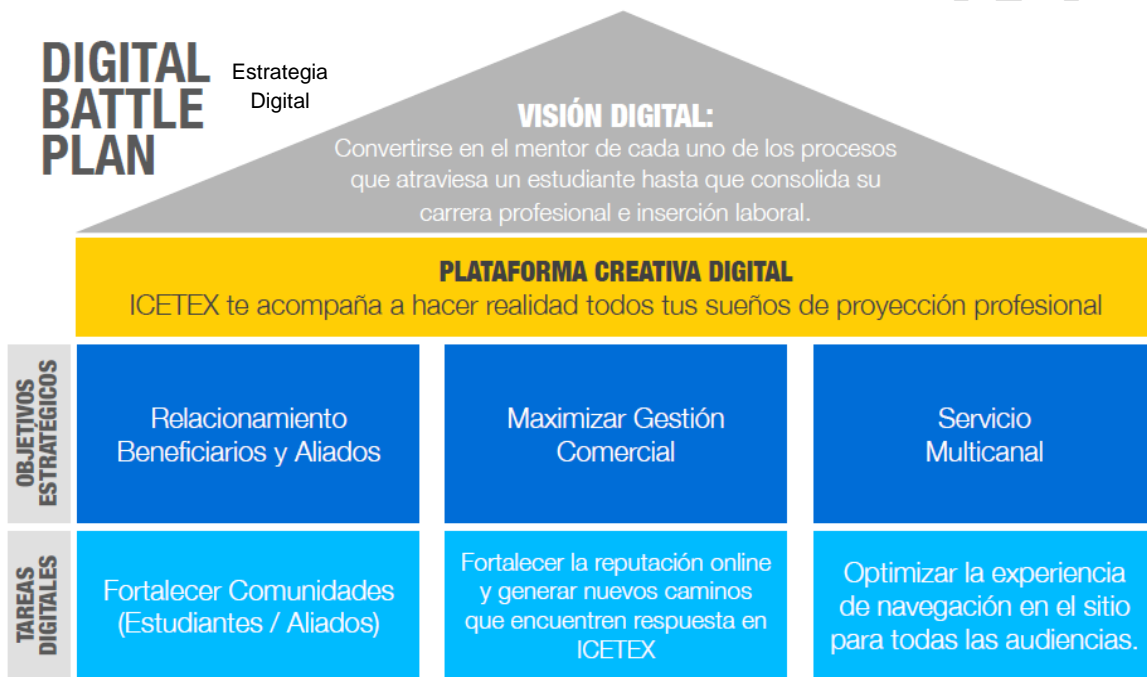 DIGITAL
BATTLE
PLAN
Estrategia
Digital
VISIÓN DIGITAL:
Convertirse en el mentor de cada uno de los procesos
que atraviesa un estudiante hasta que consolida su
carrera profesional e inserción laboral.
PLATAFORMA CREATIVA DIGITAL
ICETEX te acompaña a hacer realidad todos tus sueños de proyección profesional
OBJETIVOS
ESTRATÉGICOS
Relacionamiento
Beneficiarios y Aliados
Maximizar Gestión
Comercial
Servicio
Multicanal
TAREAS
DIGITALES
Fortalecer Comunidades
(Estudiantes / Aliados)
Fortalecer la reputación online
y generar nuevos caminos
que encuentren respuesta en
ICETEX
Optimizar la experiencia
de navegación en el sitio
para todas las audiencias.